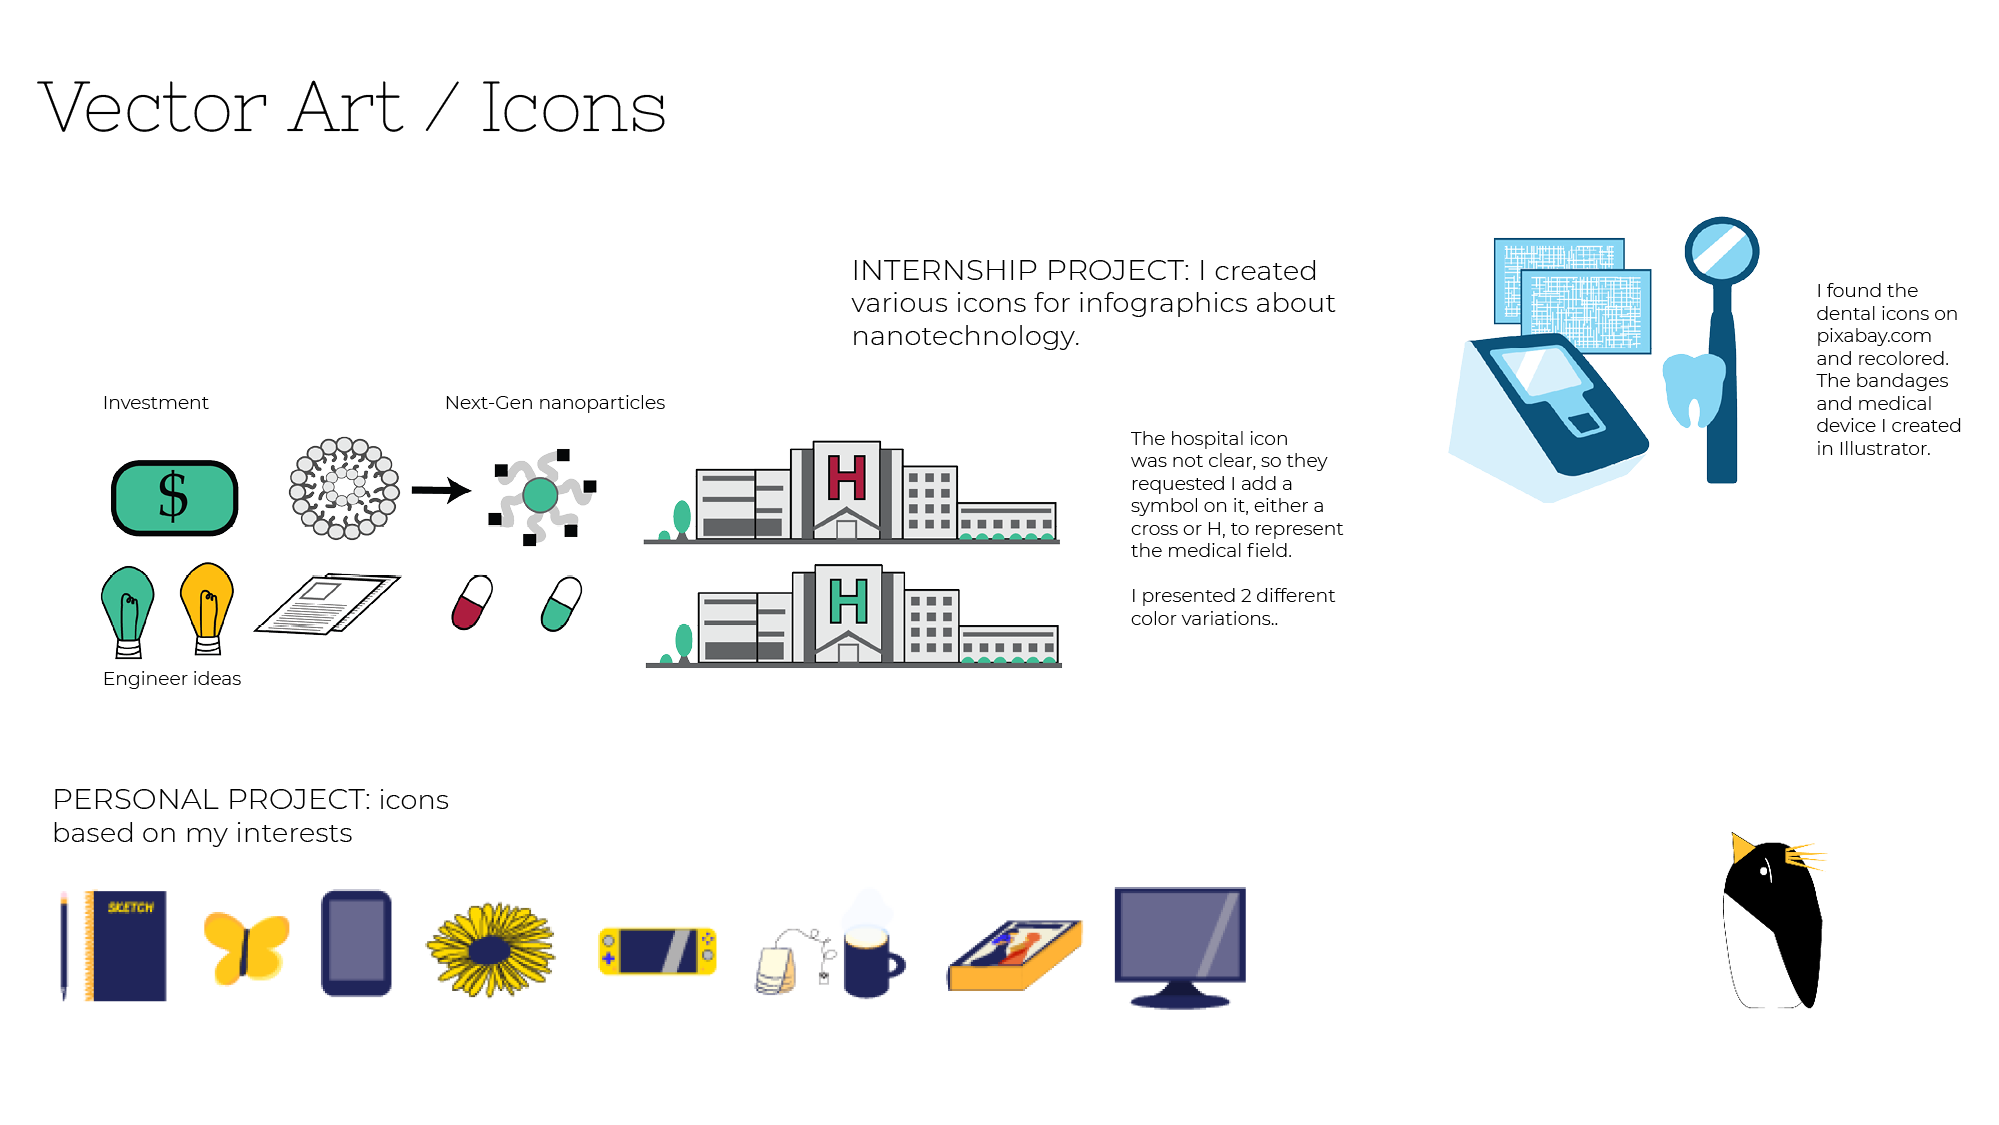 Vector Art / Icons
INTERNSHIP PROJECT: I created
various icons for infographics about
nanotechnology.
I found the
dental icons on
pixabay.com
and recolored.
The bandages
and medical
device I created
in Illustrator.
Investment
Next-Gen nanoparticles
$
H
The hospital icon
was not clear, so they
requested I add a
symbol on it, either a
cross or H, to represent
the medical field.
I presented 2 different
color variations..
H
Engineer ideas
PERSONAL PROJECT: icons
based on my interests
SKETCH